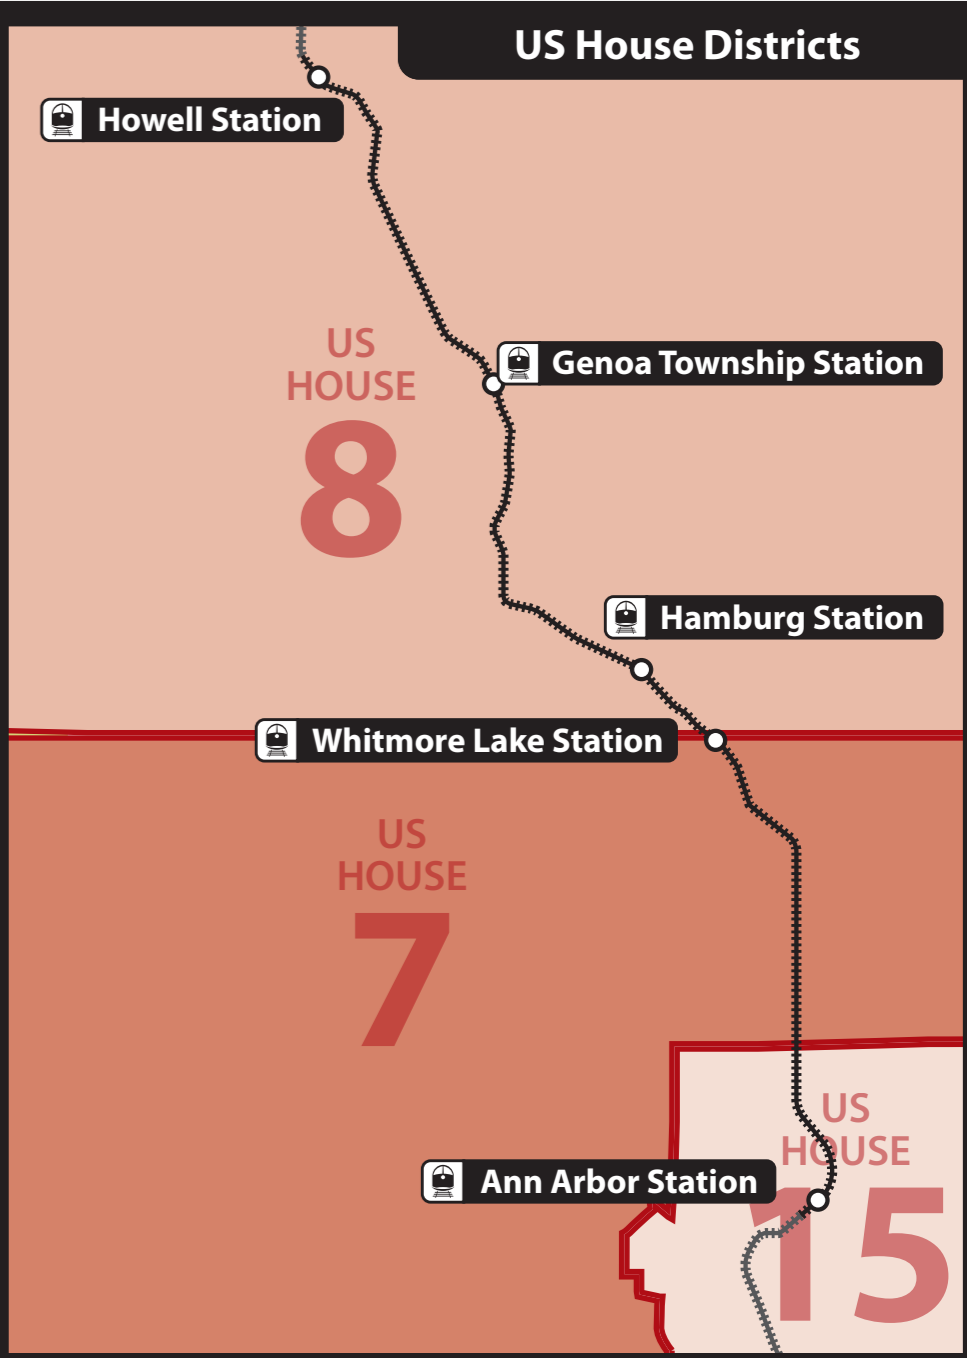 US House Districts
Howell Station
US
HOUSE
8
Genoa Township Station
Hamburg Station
Whitmore Lake Station
US
HOUSE
7
US
HOUSE
15
Ann Arbor Station